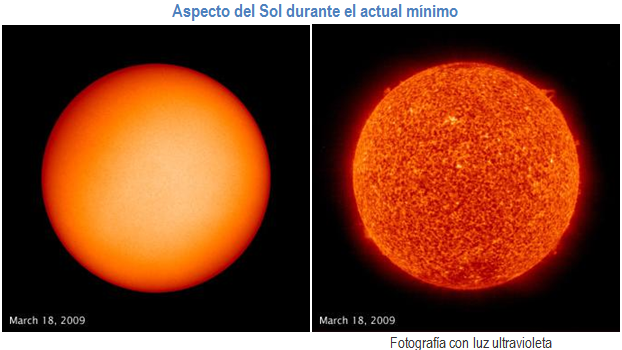 Aspecto del Sol durante el actual mínimo
March 18, 2009
March 18, 2009
Fotografía con luz ultravioleta